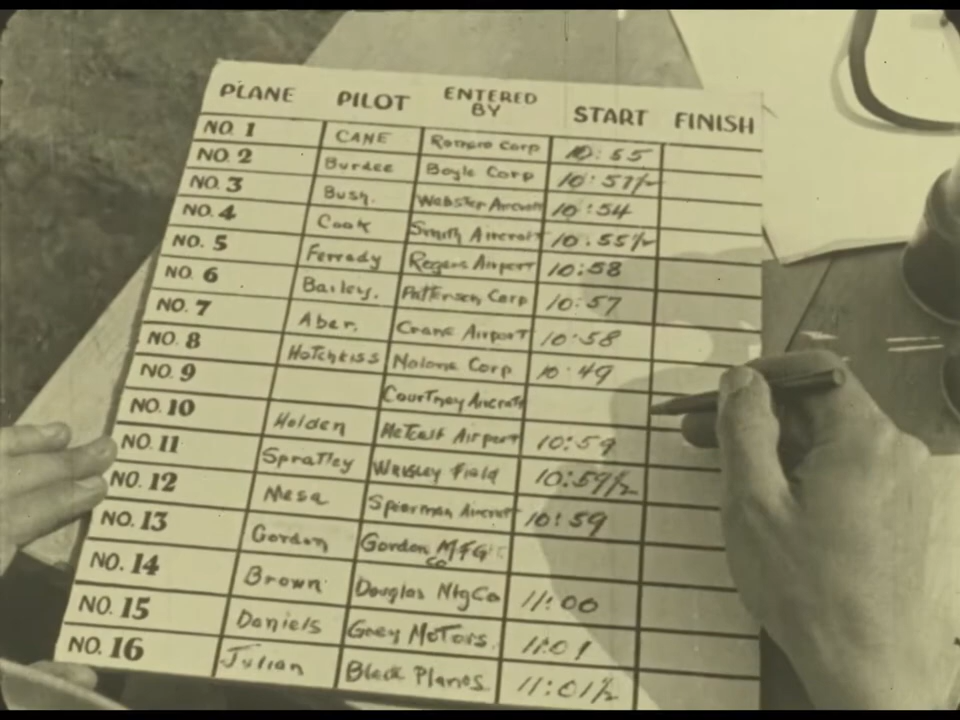 PLANE PILOT ENTERED BY START FINISH
NO. 1 CANE Romero Corp 10:55
NO. 2 Burdee Boyle Corp 10:57½
NO. 3 Bush. Webster Aircraft 10:54
NO. 4 Cook Smith Aircraft 10:55½
NO. 5 Ferrady Rogers Airport 10:58
NO. 6 Bailey. Patterson Corp 10:57
NO. 7 Aber. Crane Airport 10:58
NO. 8 Hotchkiss Corp 10:49
NO. 9 Courtney Aircraft
NO. 10 Holden Metcalf Airport 10:59
NO. 11 Spratley Field 10:59½
NO. 12 Mesa Aircraft 10:59
NO. 13 Gordon Gordon MFG Co
NO. 14 Brown Douglas Mfg Co 11:00
NO. 15 Daniels Grey Motors. 11:01
NO. 16 Julian Black Planes. 11:01½